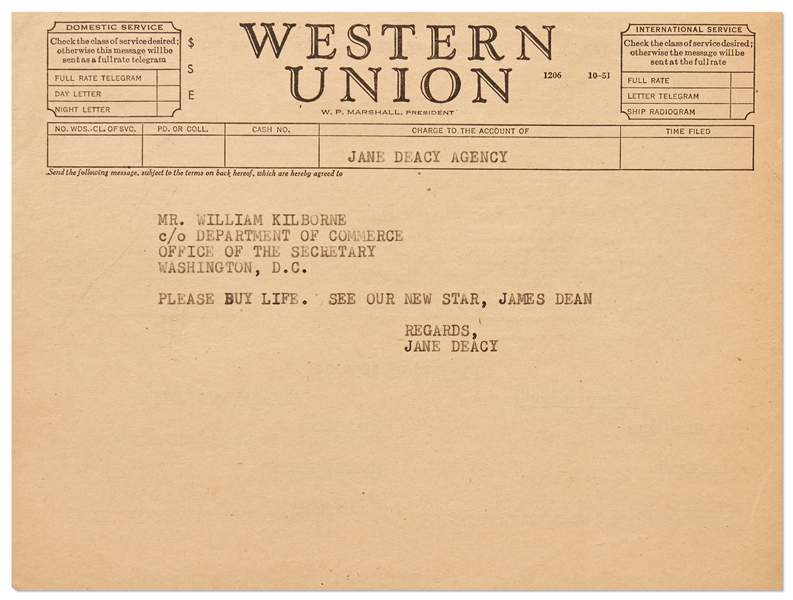 DOMESTIC SERVICE
Check the class of service desired;
otherwise this message will be
sent as a full rate telegram
FULL RATE TELEGRAM
DAY LETTER
NIGHT LETTER
$
S
E
WESTERN
UNION
1206 10-51
W. P. MARSHALL, PRESIDENT
INTERNATIONAL SERVICE
Check the class of service desired;
otherwise the message will be
sent at the full rate
FULL RATE
LETTER TELEGRAM
SHIP RADIOGRAM
NO. WDS.-CL. OF SVC. PD. OR COLL. CASH NO. CHARGE TO THE ACCOUNT OF TIME FILED
JANE DEACY AGENCY
Send the following message, subject to the terms on back hereof, which are hereby agreed to
MR. WILLIAM KILBORNE
c/o DEPARTMENT OF COMMERCE
OFFICE OF THE SECRETARY
WASHINGTON, D.C.
PLEASE BUY LIFE. SEE OUR NEW STAR, JAMES DEAN
REGARDS,
JANE DEACY